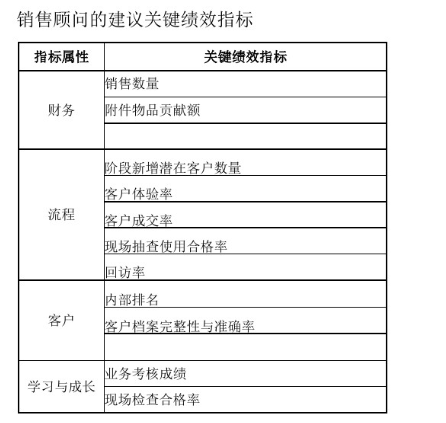 销售顾问的建议关键绩效指标
指标属性 关键绩效指标
财务
销售数量
附件物品贡献额
流程
阶段新增潜在客户数量
客户体验率
客户成交率
现场抽查使用合格率
回访率
客户
内部排名
客户档案完整性与准确率
学习与成长
业务考核成绩
现场检查合格率